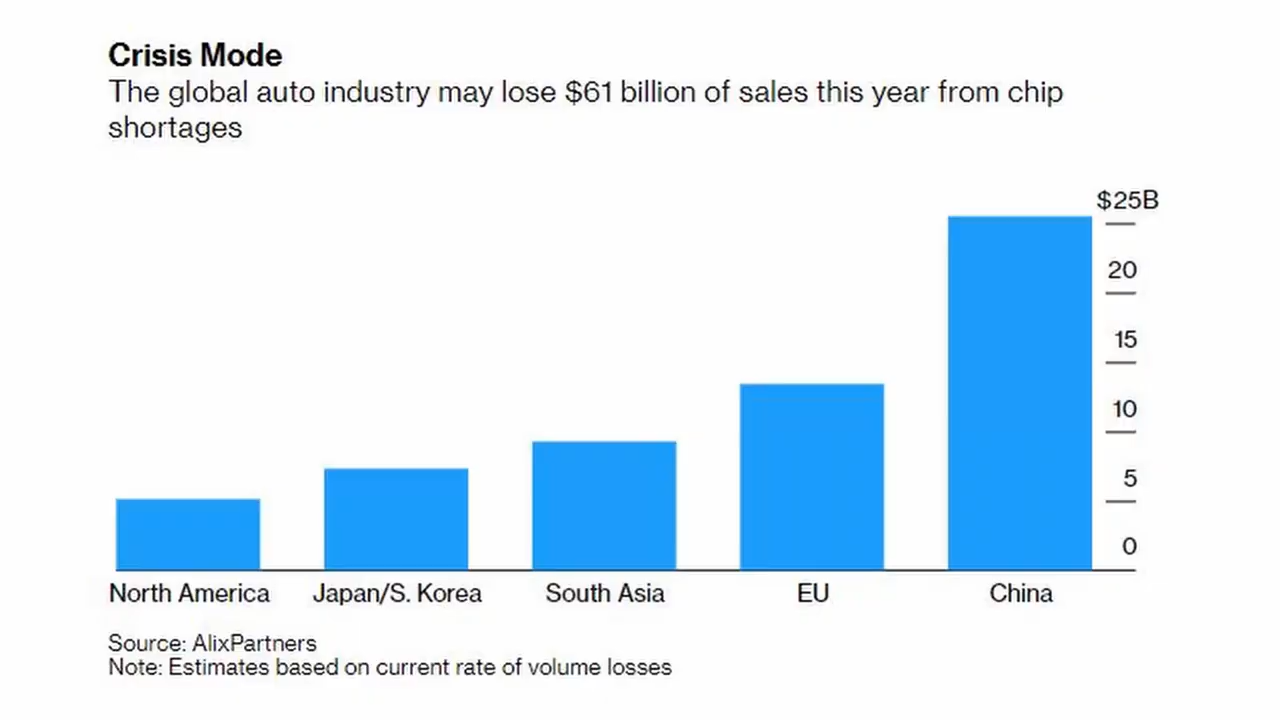 Crisis Mode
The global auto industry may lose $61 billion of sales this year from chip
shortages
$25B
20
15
10
5
0
North America Japan/S. Korea South Asia EU China
Source: AlixPartners
Note: Estimates based on current rate of volume losses